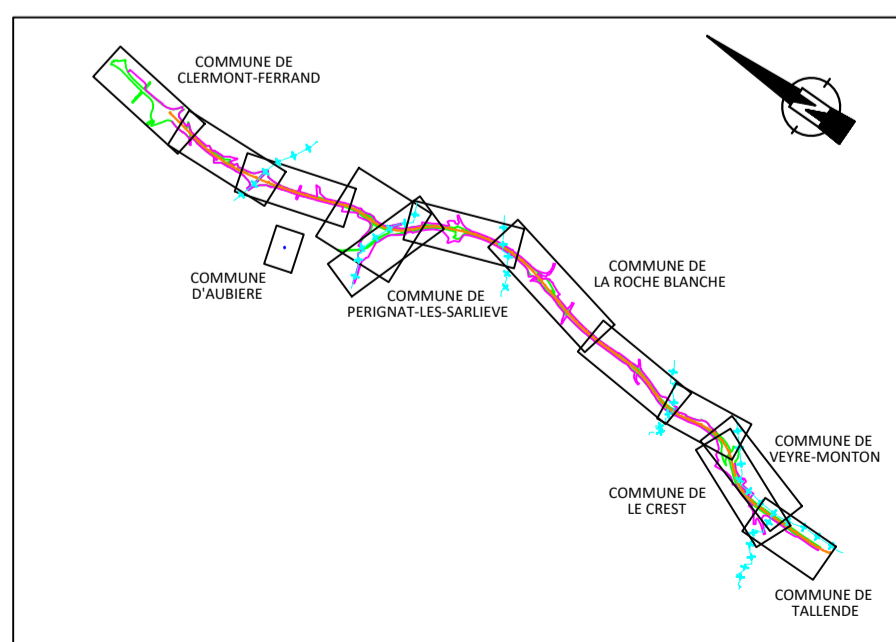 COMMUNE DE
CLERMONT-FERRAND
COMMUNE
D'AUBIERE
COMMUNE DE
PERIGNAT-LES-SARLIEVE
COMMUNE DE
LA ROCHE BLANCHE
COMMUNE DE
VEYRE-MONTON
COMMUNE DE
LE CREST
COMMUNE DE
TALLENDE